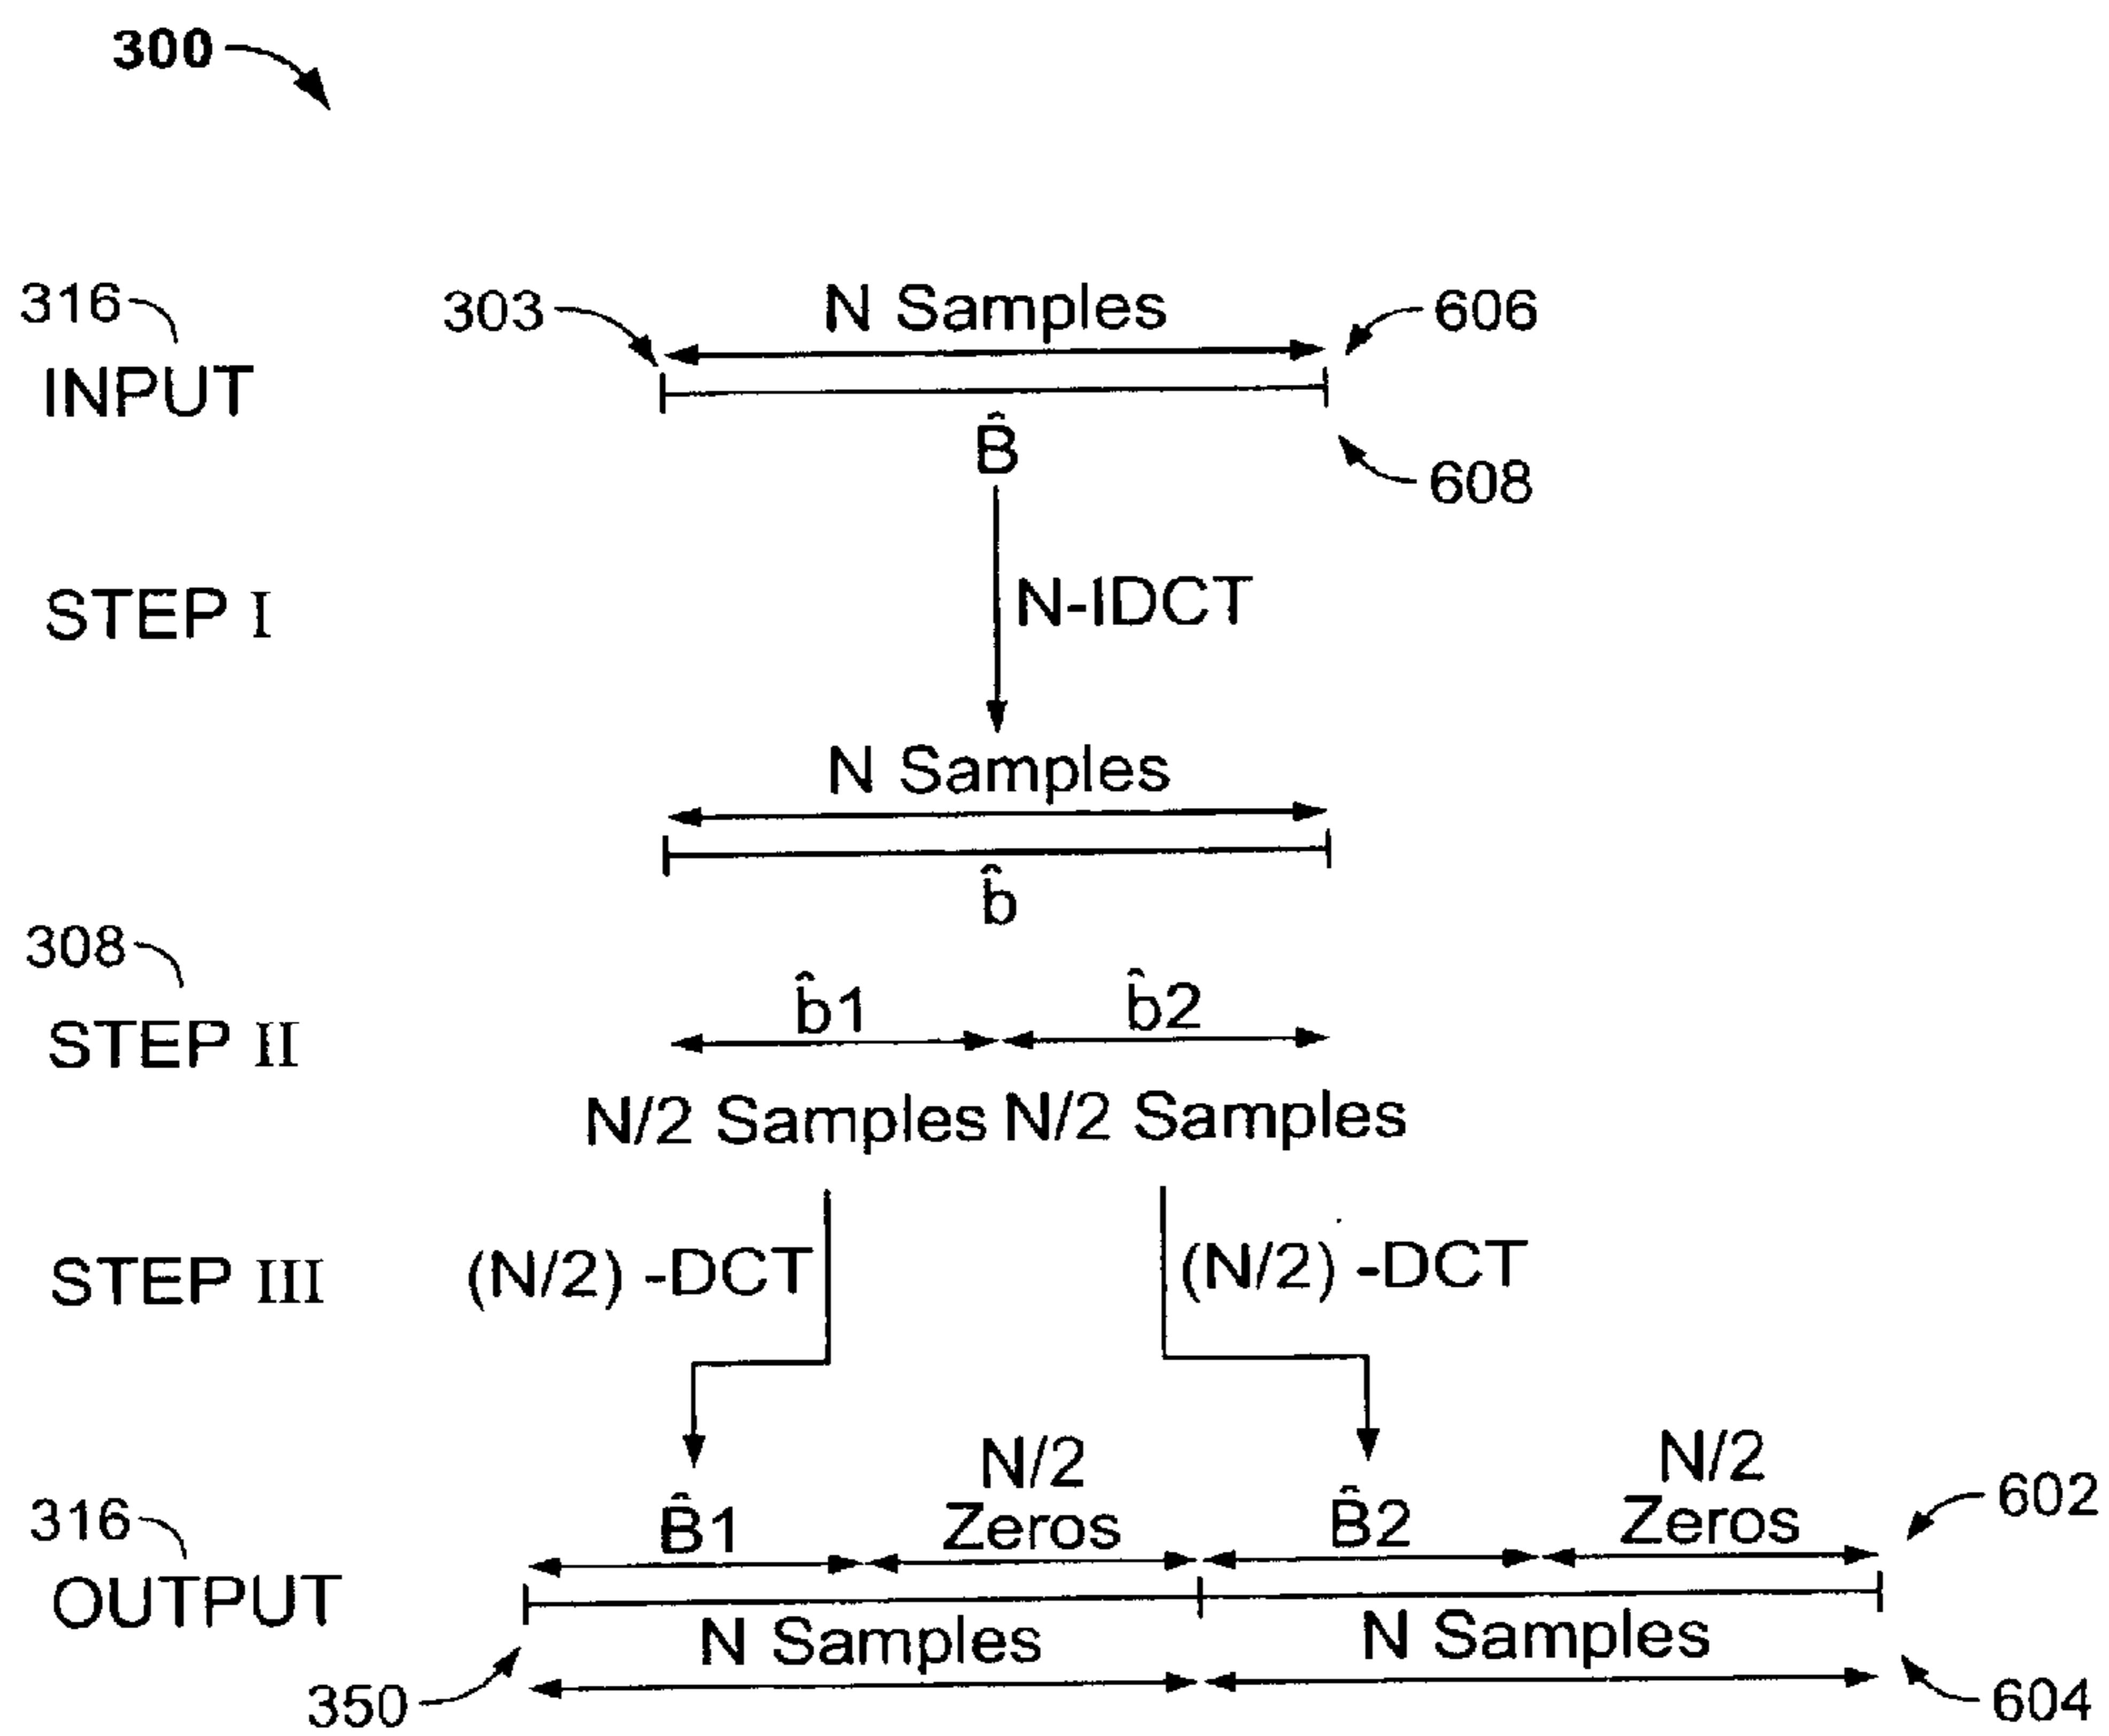 300
316
INPUT
303
N Samples
606
B̂
608
STEP I
N-IDCT
N Samples
b̂
308
STEP II
b̂1
b̂2
N/2 Samples
N/2 Samples
STEP III
(N/2) -DCT
(N/2) -DCT
316
OUTPUT
B̂1
N/2
Zeros
B̂2
N/2
Zeros
602
N Samples
N Samples
350
604